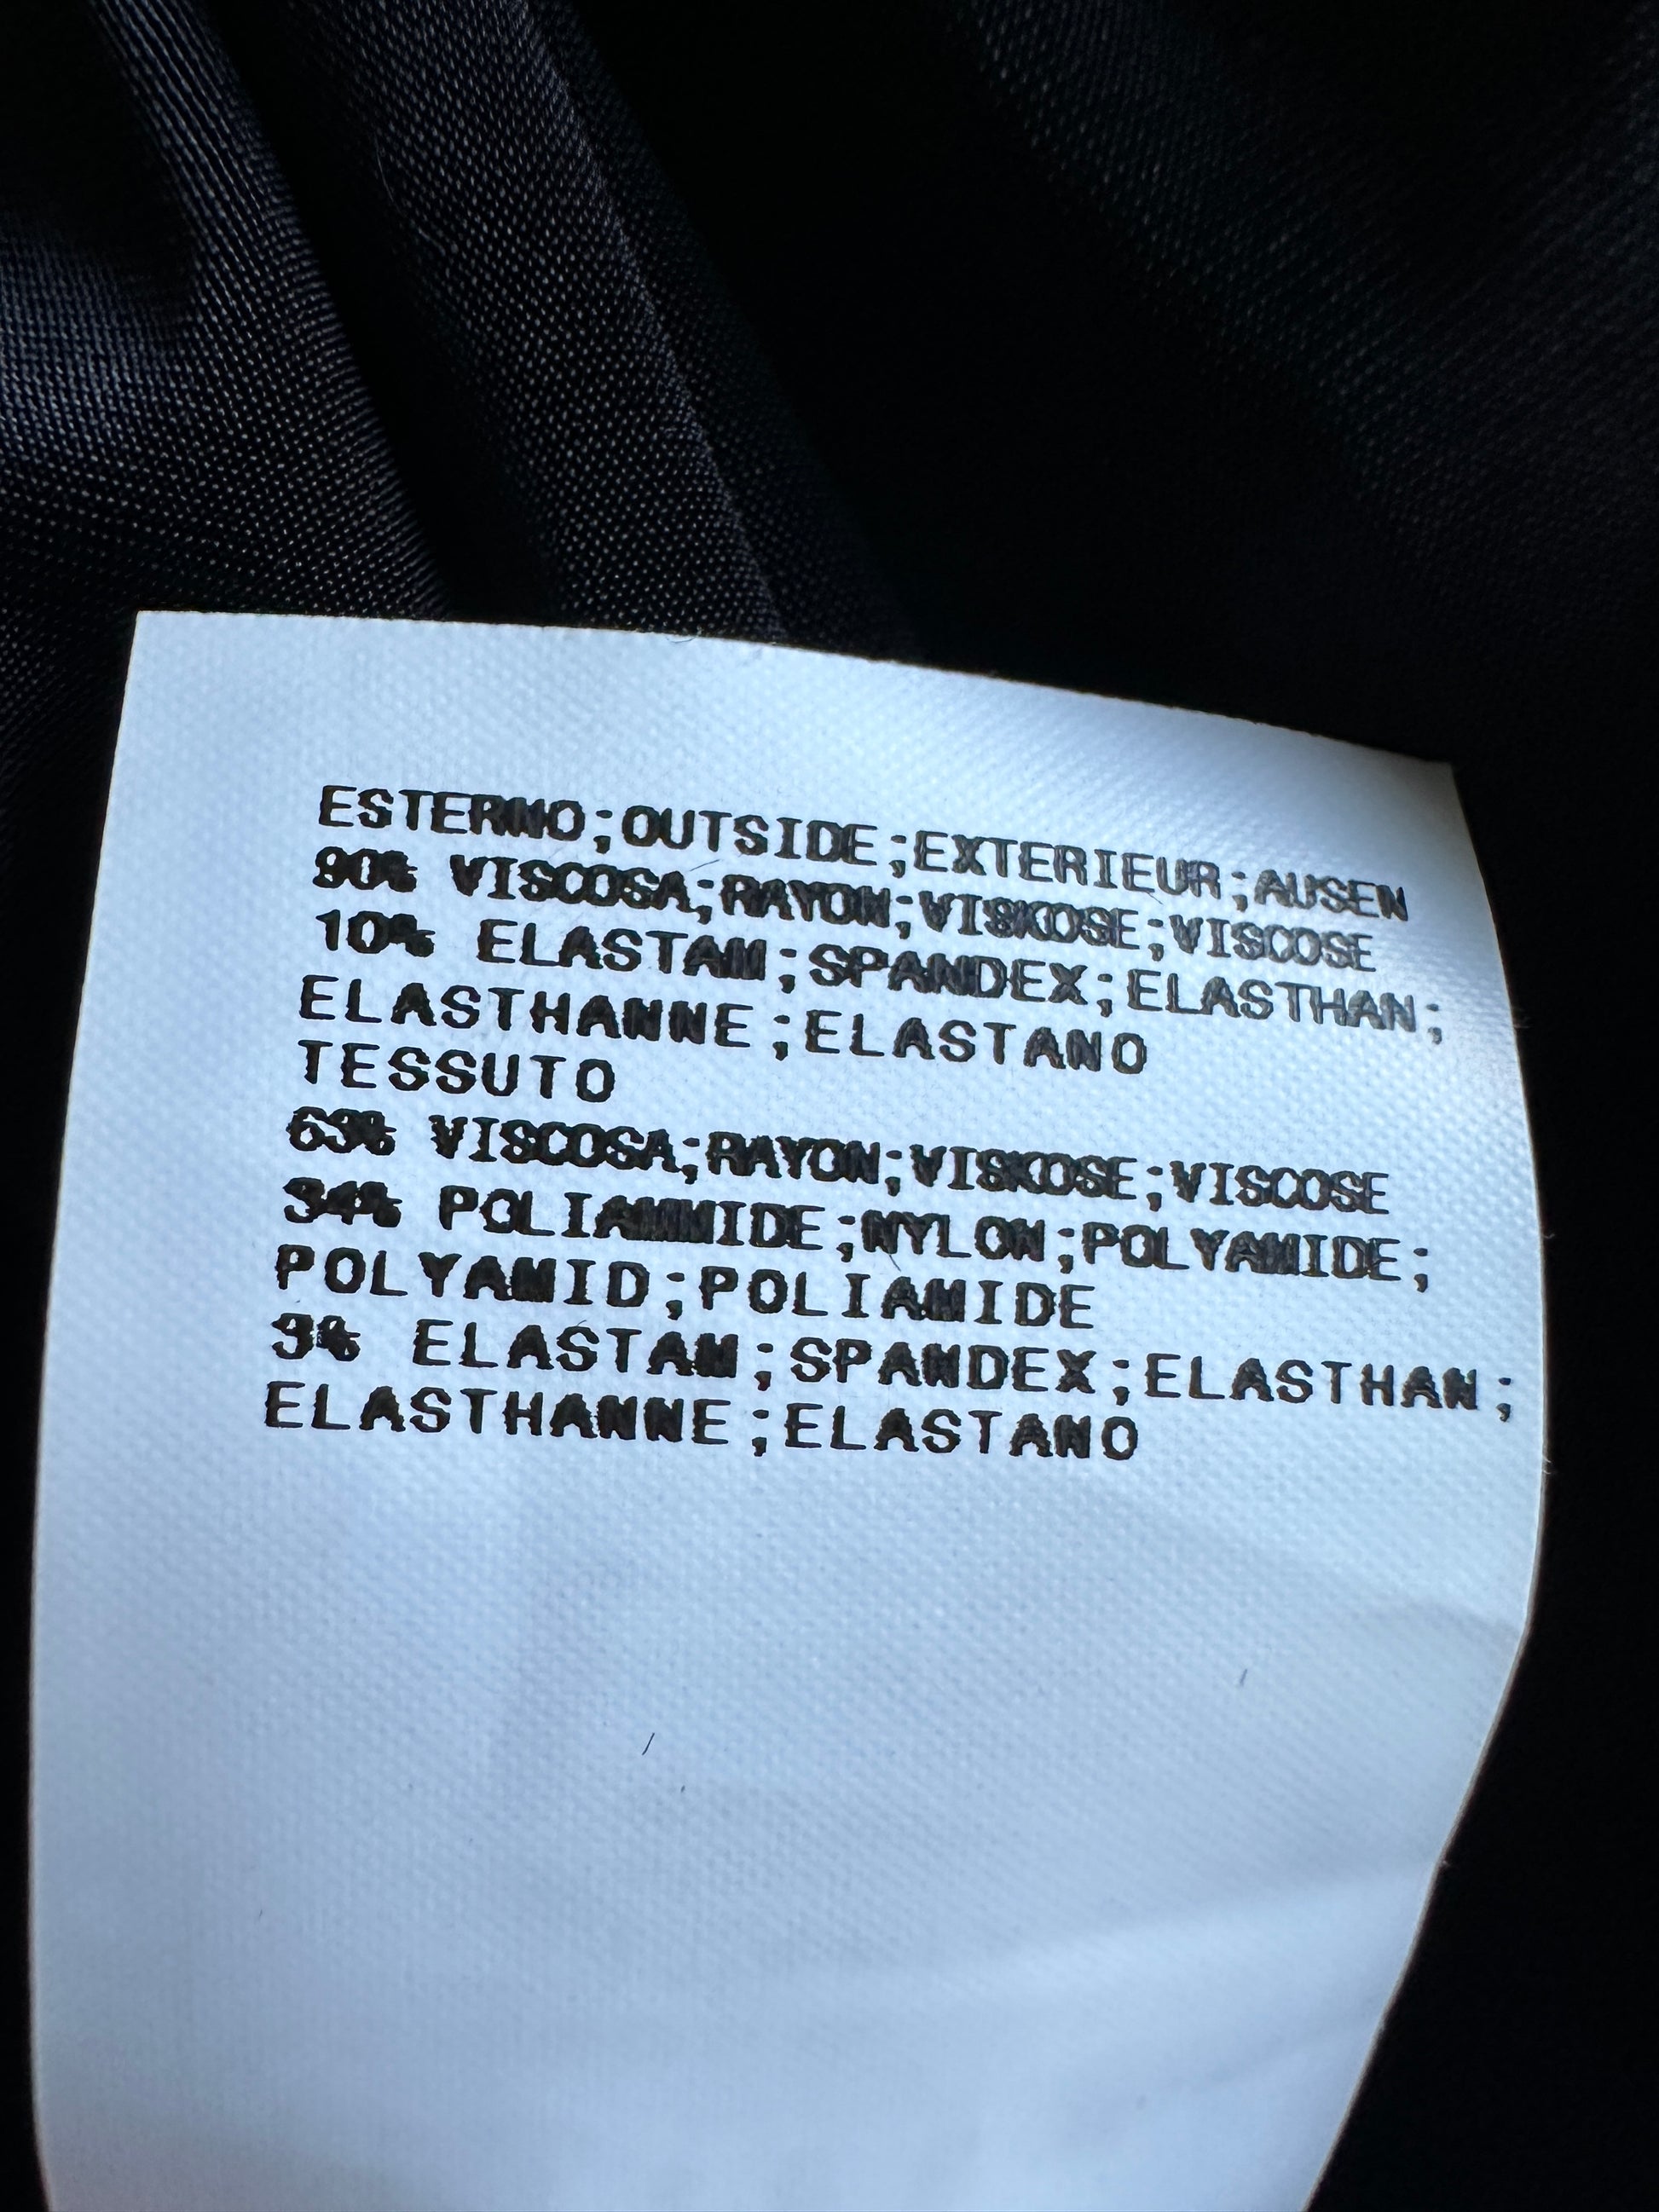 ESTERNO;OUTSIDE;EXTERIEUR;AUSEN
90% VISCOSA;RAYON;VISKOSE;VISCOSE
10% ELASTAM;SPANDEX;ELASTHAN;
ELASTHANNE;ELASTANO
TESSUTO
63% VISCOSA;RAYON;VISKOSE;VISCOSE
34% POLIAMMIDE;NYLON;POLYAMIDE;
POLYAMID;POLIAMIDE
3% ELASTAM;SPANDEX;ELASTHAN;
ELASTHANNE;ELASTANO